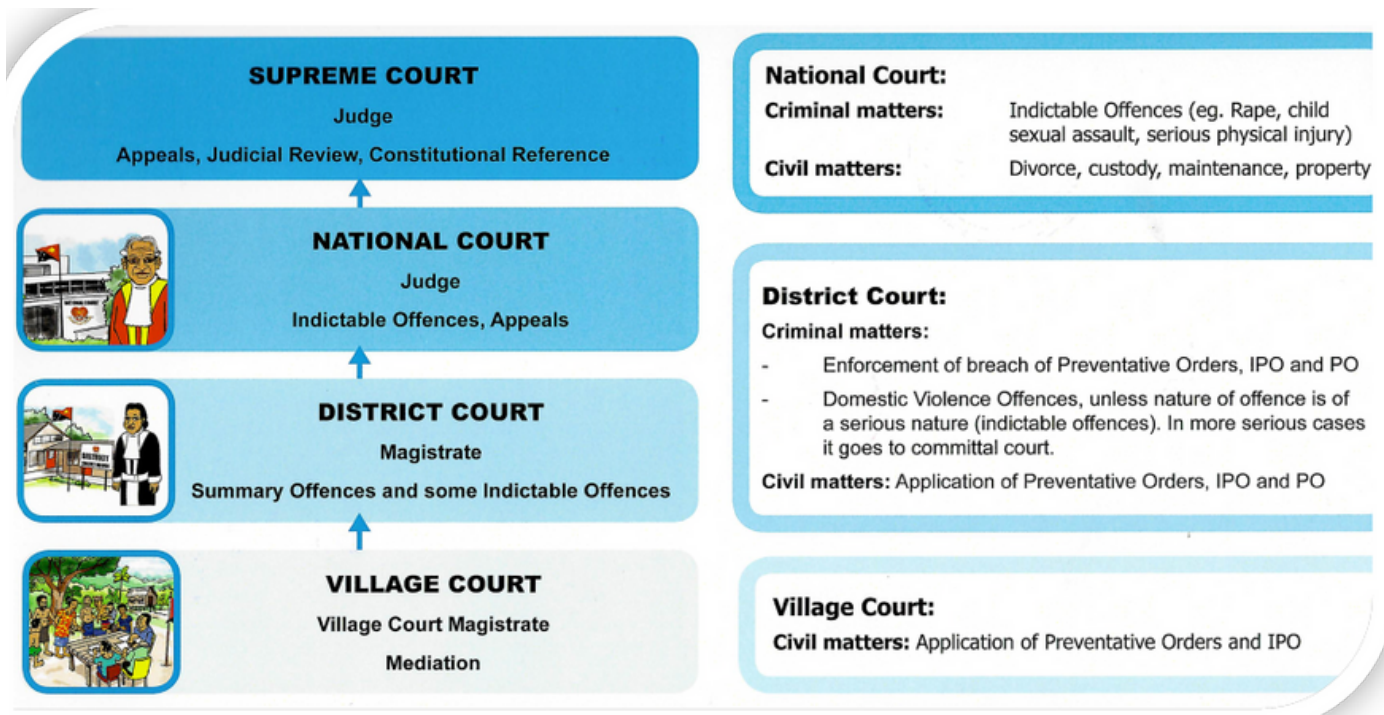 SUPREME COURT
Judge
Appeals, Judicial Review, Constitutional Reference
NATIONAL COURT
Judge
Indictable Offences, Appeals
DISTRICT COURT
Magistrate
Summary Offences and some Indictable Offences
VILLAGE COURT
Village Court Magistrate
Mediation
National Court:
Criminal matters: Indictable Offences (eg. Rape, child
sexual assault, serious physical injury)
Civil matters: Divorce, custody, maintenance, property
District Court:
Criminal matters:
- Enforcement of breach of Preventative Orders, IPO and PO
- Domestic Violence Offences, unless nature of offence is of
a serious nature (indictable offences). In more serious cases
it goes to committal court.
Civil matters: Application of Preventative Orders, IPO and PO
Village Court:
Civil matters: Application of Preventative Orders and IPO